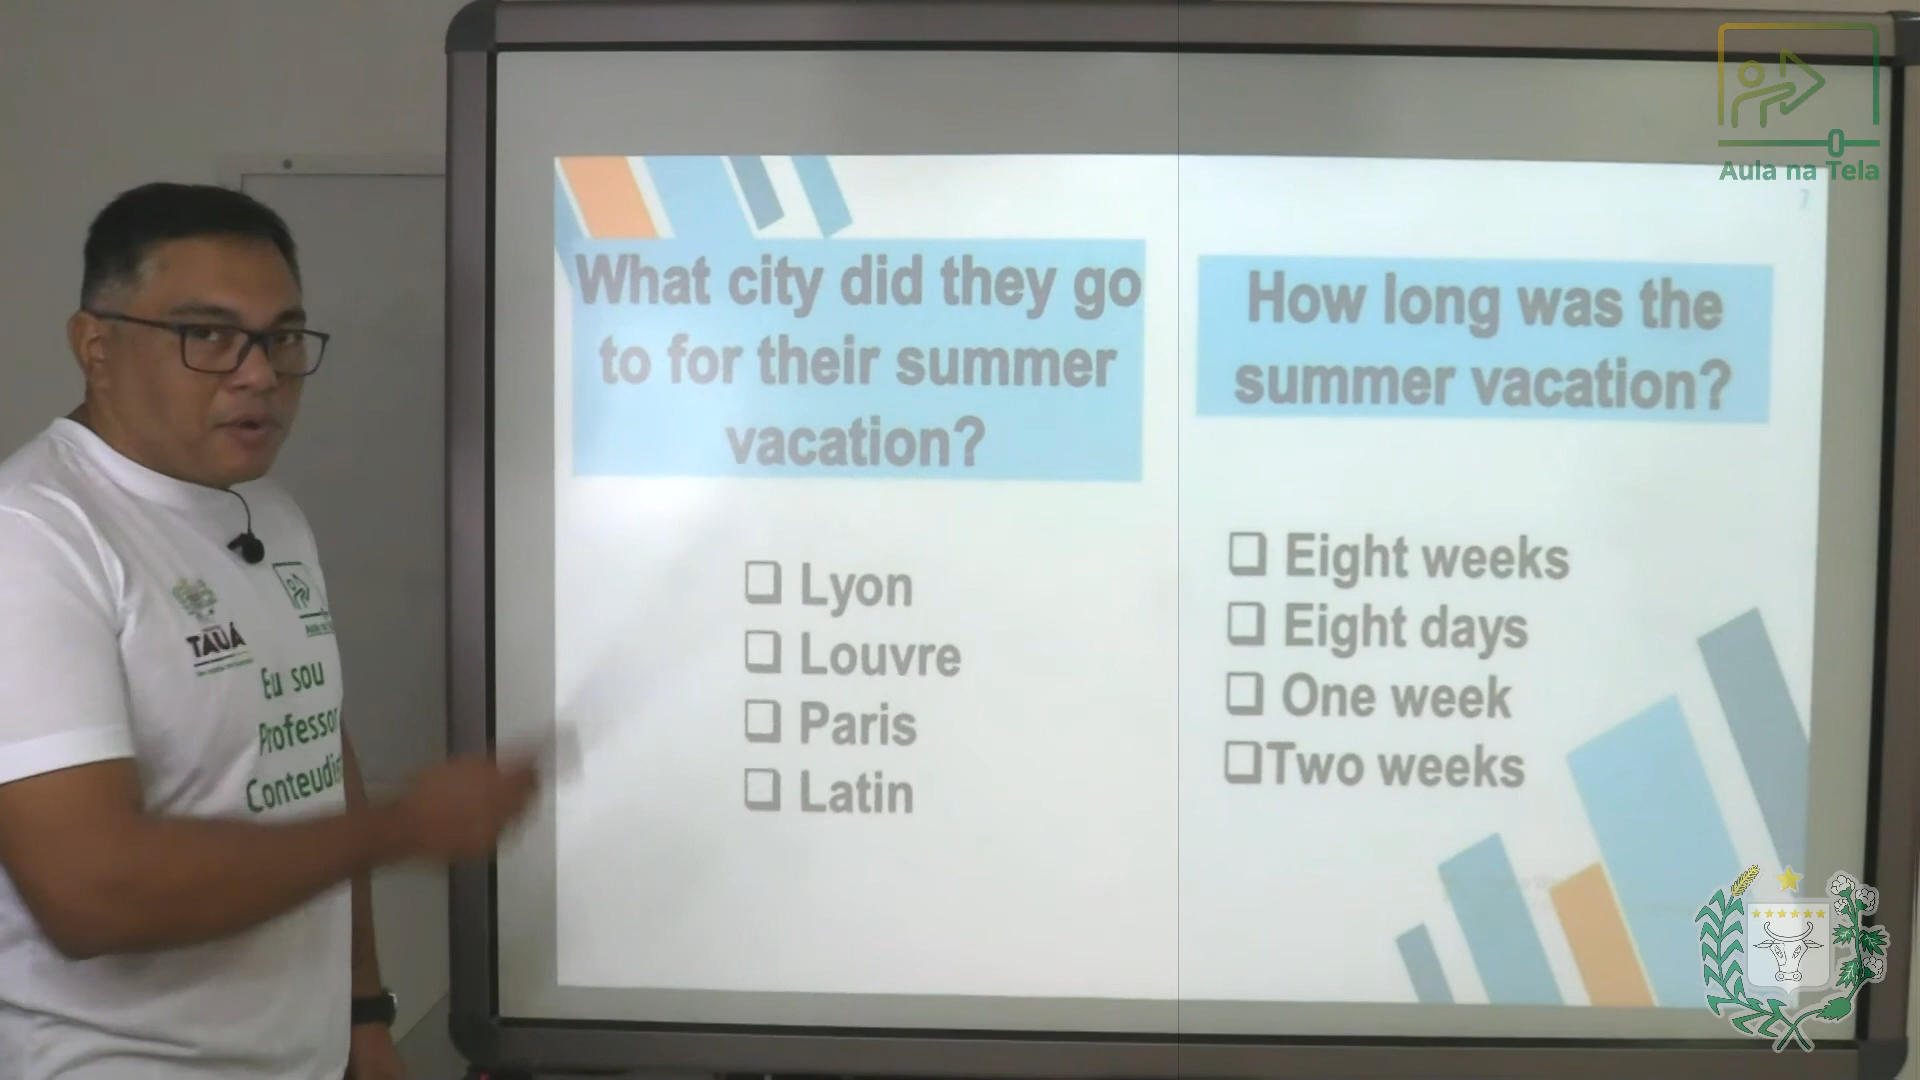 Aula na Tela
7
What city did they go
to for their summer
vacation?
Lyon
Louvre
Paris
Latin
How long was the
summer vacation?
Eight weeks
Eight days
One week
Two weeks
TAUÁ
Eu sou
Professor